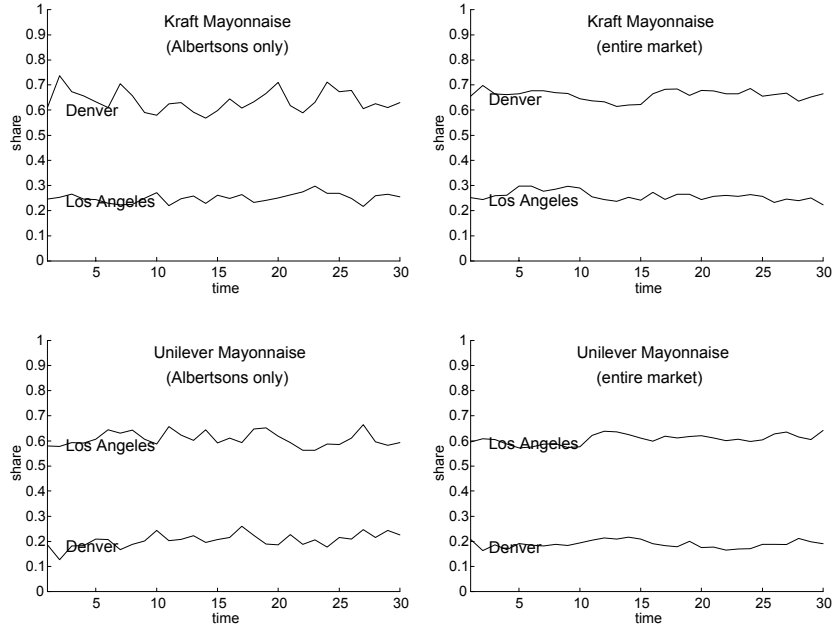 Kraft Mayonnaise
(Albertsons only)
1
0.9
0.8
0.7
0.6
0.5
0.4
0.3
0.2
0.1
0
share
Denver
Los Angeles
5 10 15 20 25 30
time
Kraft Mayonnaise
(entire market)
1
0.9
0.8
0.7
0.6
0.5
0.4
0.3
0.2
0.1
0
share
Denver
Los Angeles
5 10 15 20 25 30
time
Unilever Mayonnaise
(Albertsons only)
1
0.9
0.8
0.7
0.6
0.5
0.4
0.3
0.2
0.1
0
share
Los Angeles
Denver
5 10 15 20 25 30
time
Unilever Mayonnaise
(entire market)
1
0.9
0.8
0.7
0.6
0.5
0.4
0.3
0.2
0.1
0
share
Los Angeles
Denver
5 10 15 20 25 30
time